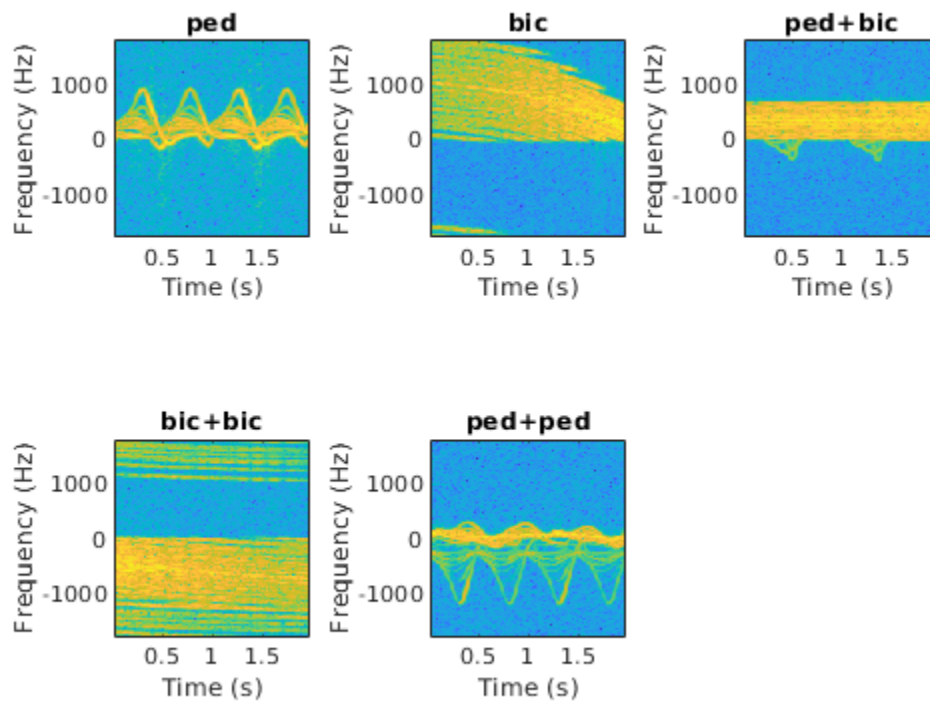 ped
Frequency (Hz)
1000
0
-1000
0.5 1 1.5
Time (s)
bic
Frequency (Hz)
1000
0
-1000
0.5 1 1.5
Time (s)
ped+bic
Frequency (Hz)
1000
0
-1000
0.5 1 1.5
Time (s)
bic+bic
Frequency (Hz)
1000
0
-1000
0.5 1 1.5
Time (s)
ped+ped
Frequency (Hz)
1000
0
-1000
0.5 1 1.5
Time (s)